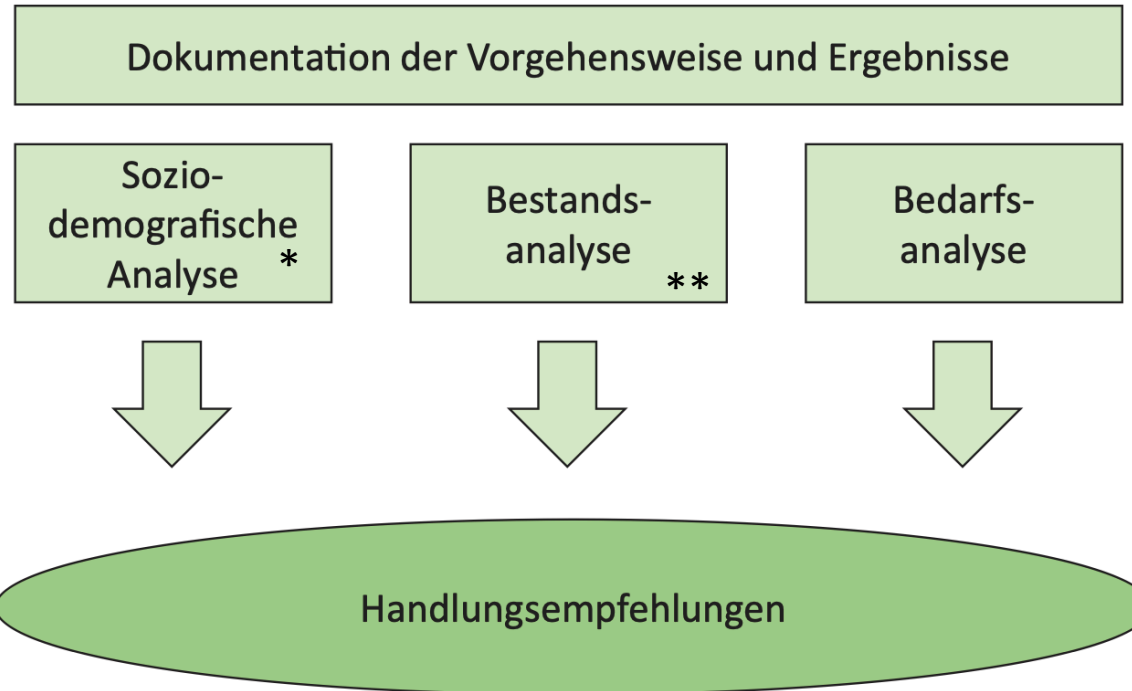 Dokumentation der Vorgehensweise und Ergebnisse
Sozio-
demografische
Analyse *
Bestands-
analyse
**
Bedarfs-
analyse
Handlungsempfehlungen